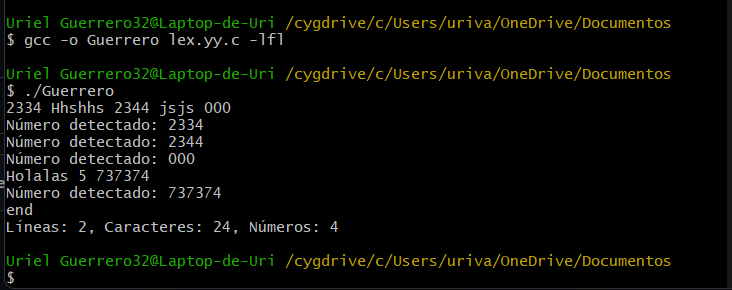 Uriel Guerrero32@Laptop-de-Uri /cygdrive/c/Users/uriva/OneDrive/Documentos
$ gcc -o Guerrero lex.yy.c -lfl
Uriel Guerrero32@Laptop-de-Uri /cygdrive/c/Users/uriva/OneDrive/Documentos
$ ./Guerrero
2334 Hhshhs 2344 jsjs 000
Número detectado: 2334
Número detectado: 2344
Número detectado: 000
Holalas 5 737374
Número detectado: 737374
end
Líneas: 2, Caracteres: 24, Números: 4
Uriel Guerrero32@Laptop-de-Uri /cygdrive/c/Users/uriva/OneDrive/Documentos
$